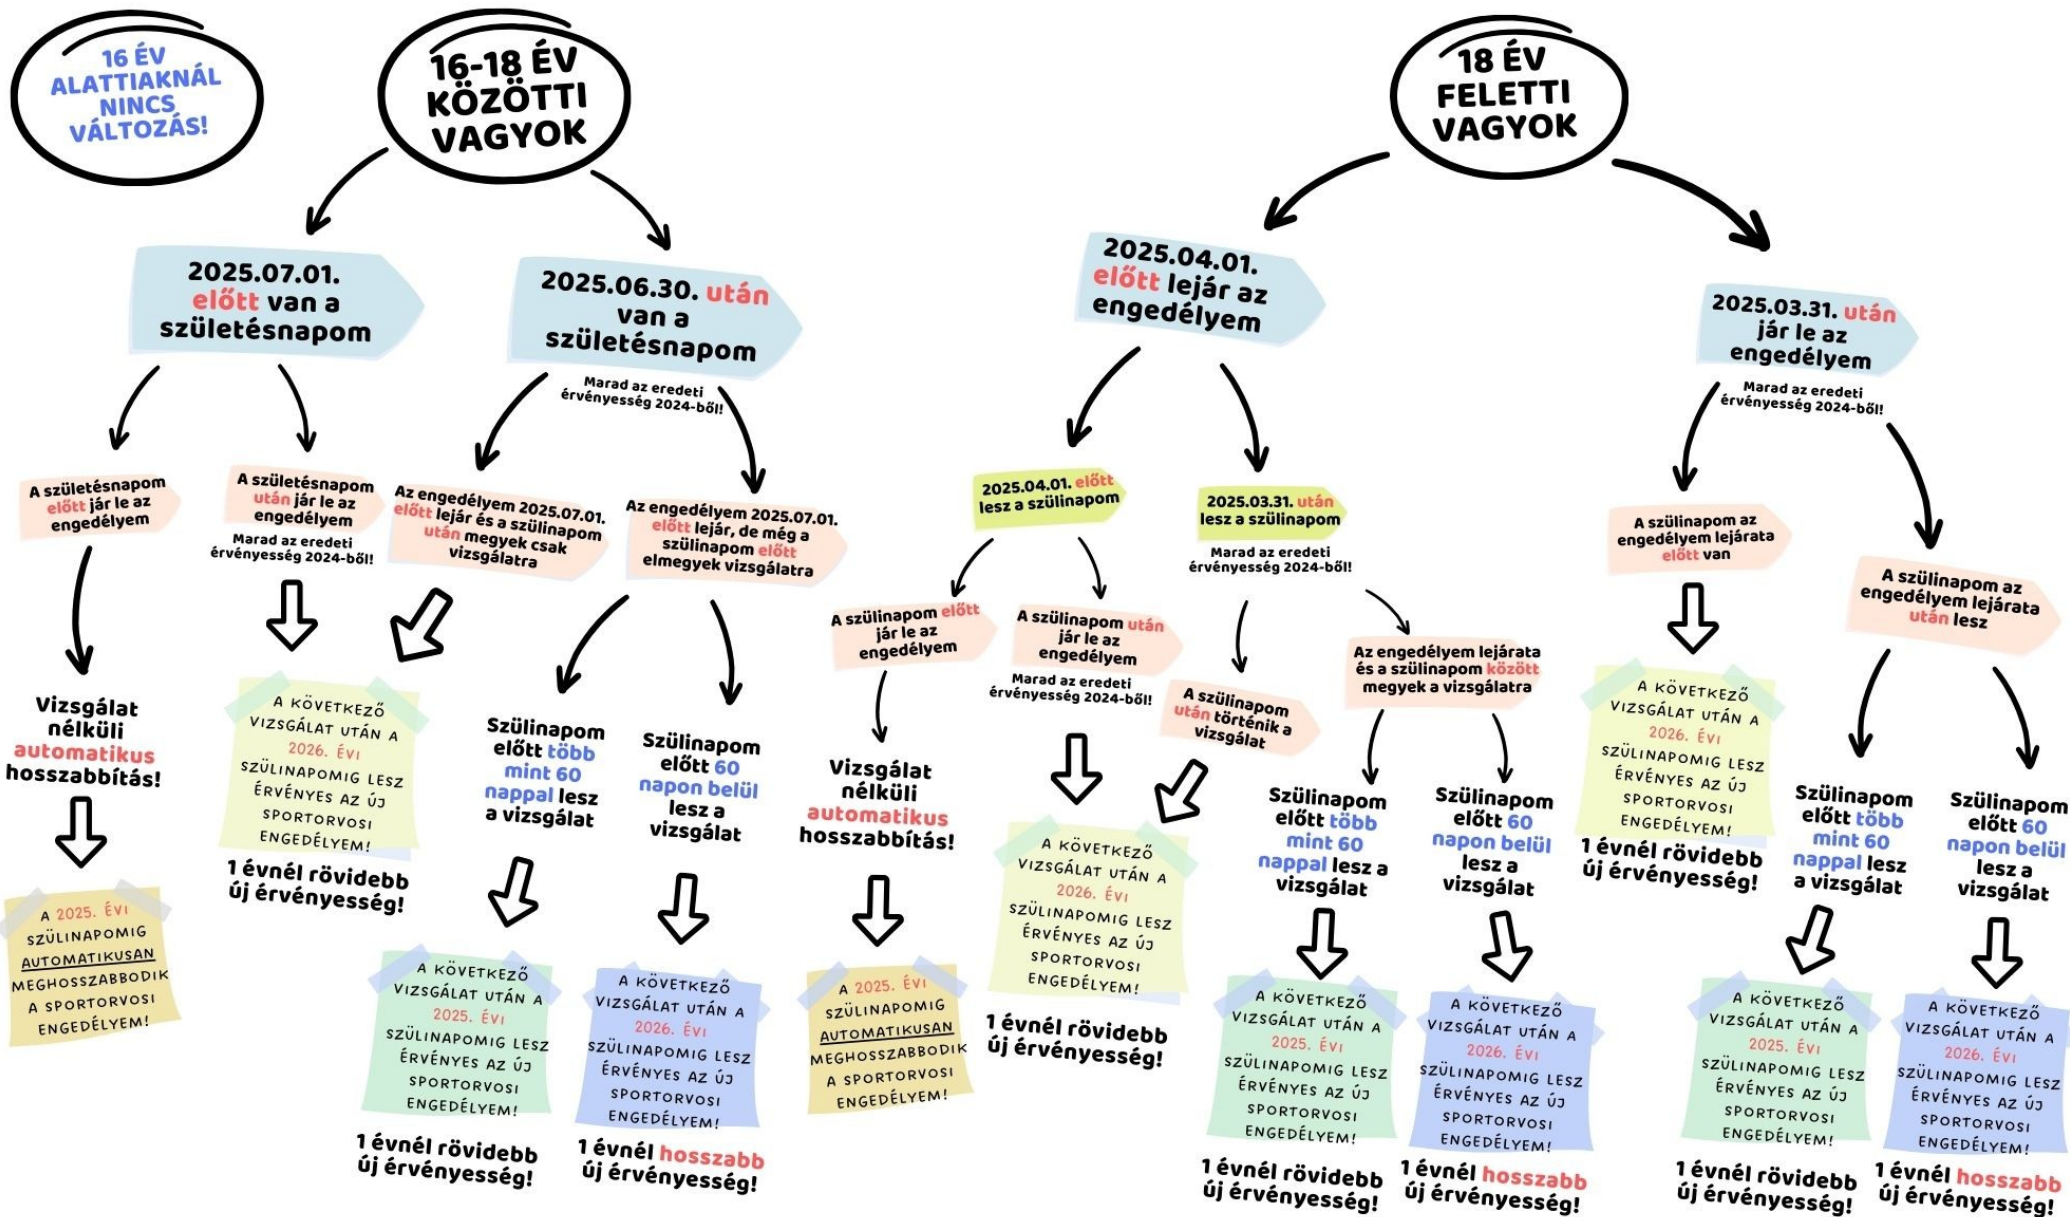 16 ÉV
ALATTIAKNÁL
NINCS
VÁLTOZÁS!
16-18 ÉV
KÖZÖTTI
VAGYOK
18 ÉV
FELETTI
VAGYOK
2025.07.01.
előtt van a
születésnapom
2025.06.30. után
van a
születésnapom
Marad az eredeti
érvényesség 2024-ből!
2025.04.01.
előtt lejár az
engedélyem
2025.03.31. után
jár le az
engedélyem
Marad az eredeti
érvényesség 2024-ből!
A születésnapom
előtt jár le az
engedélyem
A születésnapom
után jár le az
engedélyem
Marad az eredeti
érvényesség 2024-ből!
Az engedélyem 2025.07.01.
előtt lejár és a szülinapom
után megyek csak
vizsgálatra
Az engedélyem 2025.07.01.
előtt lejár, de még a
szülinapom előtt
elmegyek vizsgálatra
2025.04.01. előtt
lesz a szülinapom
2025.03.31. után
lesz a szülinapom
Marad az eredeti
érvényesség 2024-ből!
A szülinapom az
engedélyem lejárata
előtt van
A szülinapom az
engedélyem lejárata
után lesz
A szülinapom előtt
jár le az
engedélyem
A szülinapom után
jár le az
engedélyem
Marad az eredeti
érvényesség 2024-ből!
A szülinapom
után történik a
vizsgálat
Az engedélyem lejárata
és a szülinapom között
megyek a vizsgálatra
Vizsgálat
nélküli
automatikus
hosszabbítás!
A KÖVETKEZŐ
VIZSGÁLAT UTÁN A
2026. ÉVI
SZÜLINAPOMIG LESZ
ÉRVÉNYES AZ ÚJ
SPORTORVOSI
ENGEDÉLYEM!
1 évnél rövidebb
új érvényesség!
Szülinapom
előtt több
mint 60
nappal lesz
a vizsgálat
Szülinapom
előtt 60
napon belül
lesz a
vizsgálat
Vizsgálat
nélküli
automatikus
hosszabbítás!
A KÖVETKEZŐ
VIZSGÁLAT UTÁN A
2026. ÉVI
SZÜLINAPOMIG LESZ
ÉRVÉNYES AZ ÚJ
SPORTORVOSI
ENGEDÉLYEM!
1 évnél rövidebb
új érvényesség!
Szülinapom
előtt több
mint 60
nappal lesz a
vizsgálat
Szülinapom
előtt 60
napon belül
lesz a
vizsgálat
A KÖVETKEZŐ
VIZSGÁLAT UTÁN A
2026. ÉVI
SZÜLINAPOMIG LESZ
ÉRVÉNYES AZ ÚJ
SPORTORVOSI
ENGEDÉLYEM!
1 évnél rövidebb
új érvényesség!
Szülinapom
előtt több
mint 60
nappal lesz
a vizsgálat
Szülinapom
előtt 60
napon belül
lesz a
vizsgálat
A 2025. ÉVI
SZÜLINAPOMIG
AUTOMATIKUSAN
MEGHOSSZABBODIK
A SPORTORVOSI
ENGEDÉLYEM!
A KÖVETKEZŐ
VIZSGÁLAT UTÁN A
2025. ÉVI
SZÜLINAPOMIG LESZ
ÉRVÉNYES AZ ÚJ
SPORTORVOSI
ENGEDÉLYEM!
1 évnél rövidebb
új érvényesség!
A KÖVETKEZŐ
VIZSGÁLAT UTÁN A
2026. ÉVI
SZÜLINAPOMIG LESZ
ÉRVÉNYES AZ ÚJ
SPORTORVOSI
ENGEDÉLYEM!
1 évnél hosszabb
új érvényesség!
A 2025. ÉVI
SZÜLINAPOMIG
AUTOMATIKUSAN
MEGHOSSZABBODIK
A SPORTORVOSI
ENGEDÉLYEM!
A KÖVETKEZŐ
VIZSGÁLAT UTÁN A
2025. ÉVI
SZÜLINAPOMIG LESZ
ÉRVÉNYES AZ ÚJ
SPORTORVOSI
ENGEDÉLYEM!
1 évnél rövidebb
új érvényesség!
A KÖVETKEZŐ
VIZSGÁLAT UTÁN A
2026. ÉVI
SZÜLINAPOMIG LESZ
ÉRVÉNYES AZ ÚJ
SPORTORVOSI
ENGEDÉLYEM!
1 évnél hosszabb
új érvényesség!
A KÖVETKEZŐ
VIZSGÁLAT UTÁN A
2025. ÉVI
SZÜLINAPOMIG LESZ
ÉRVÉNYES AZ ÚJ
SPORTORVOSI
ENGEDÉLYEM!
1 évnél rövidebb
új érvényesség!
A KÖVETKEZŐ
VIZSGÁLAT UTÁN A
2026. ÉVI
SZÜLINAPOMIG LESZ
ÉRVÉNYES AZ ÚJ
SPORTORVOSI
ENGEDÉLYEM!
1 évnél hosszabb
új érvényesség!